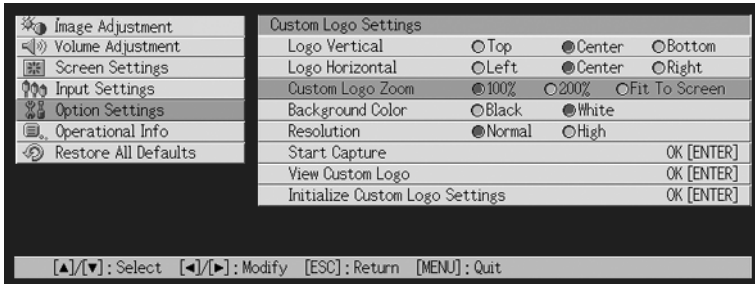 Image Adjustment
Volume Adjustment
Screen Settings
Input Settings
Option Settings
Operational Info
Restore All Defaults
Custom Logo Settings
Logo Vertical Top Center Bottom
Logo Horizontal Left Center Right
Custom Logo Zoom 100% 200% Fit To Screen
Background Color Black White
Resolution Normal High
Start Capture OK [ENTER]
View Custom Logo OK [ENTER]
Initialize Custom Logo Settings OK [ENTER]
[▲]/[▼]: Select [◄]/[►]: Modify [ESC]: Return [MENU]: Quit